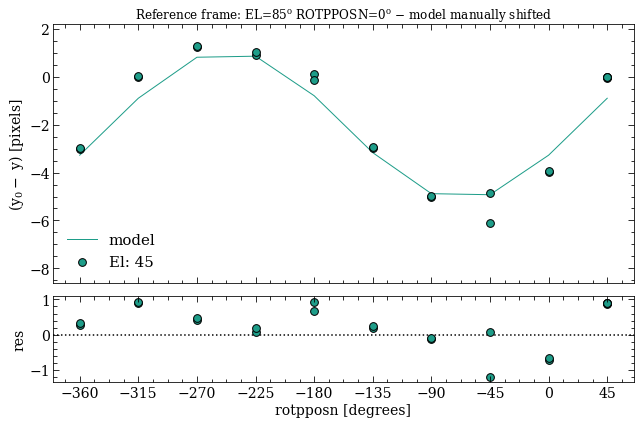 Reference frame: EL=85° ROTPPOSN=0° − model manually shifted
2
0
−2
−4
−6
−8
(y₀ − y) [pixels]
model
El: 45
1
0
−1
res
−360 −315 −270 −225 −180 −135 −90 −45 0 45
rotpposn [degrees]